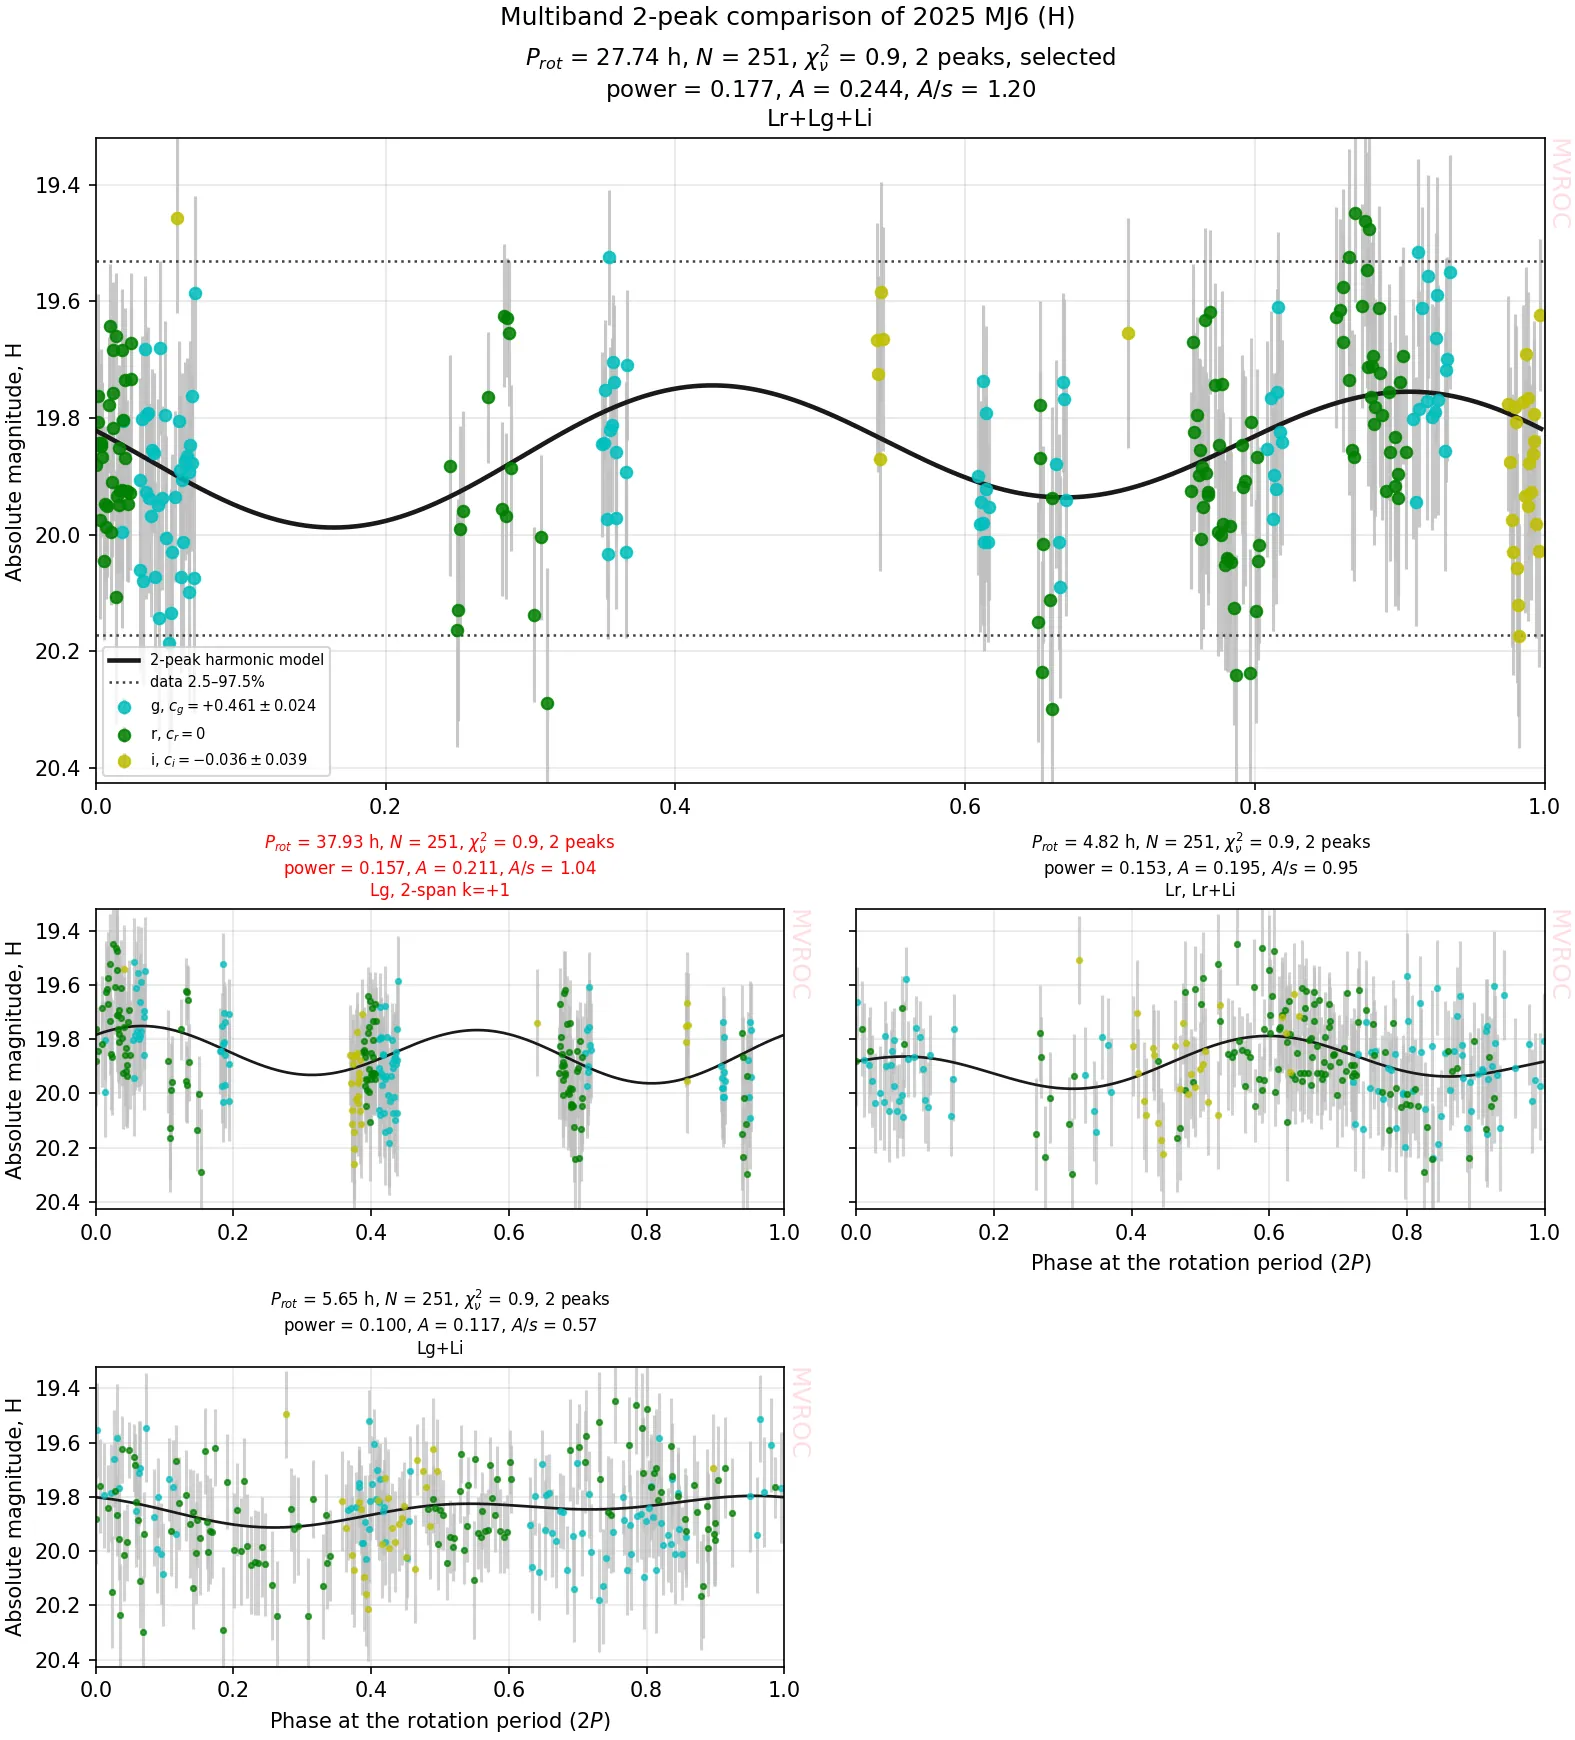 Multiband 2-peak comparison of 2025 MJ6 (H)
P_rot = 27.74 h, N = 251, χ²_ν = 0.9, 2 peaks, selected
power = 0.177, A = 0.244, A/s = 1.20
Lr+Lg+Li
MVROC
Absolute magnitude, H
19.4
19.6
19.8
20.0
20.2
20.4
2-peak harmonic model
data 2.5–97.5%
g, c_g = +0.461 ± 0.024
r, c_r = 0
i, c_i = −0.036 ± 0.039
0.0 0.2 0.4 0.6 0.8 1.0
P_rot = 37.93 h, N = 251, χ²_ν = 0.9, 2 peaks
power = 0.157, A = 0.211, A/s = 1.04
Lg, 2-span k=+1
MVROC
Absolute magnitude, H
19.4
19.6
19.8
20.0
20.2
20.4
0.0 0.2 0.4 0.6 0.8 1.0
P_rot = 4.82 h, N = 251, χ²_ν = 0.9, 2 peaks
power = 0.153, A = 0.195, A/s = 0.95
Lr, Lr+Li
MVROC
0.0 0.2 0.4 0.6 0.8 1.0
Phase at the rotation period (2P)
P_rot = 5.65 h, N = 251, χ²_ν = 0.9, 2 peaks
power = 0.100, A = 0.117, A/s = 0.57
Lg+Li
MVROC
Absolute magnitude, H
19.4
19.6
19.8
20.0
20.2
20.4
0.0 0.2 0.4 0.6 0.8 1.0
Phase at the rotation period (2P)